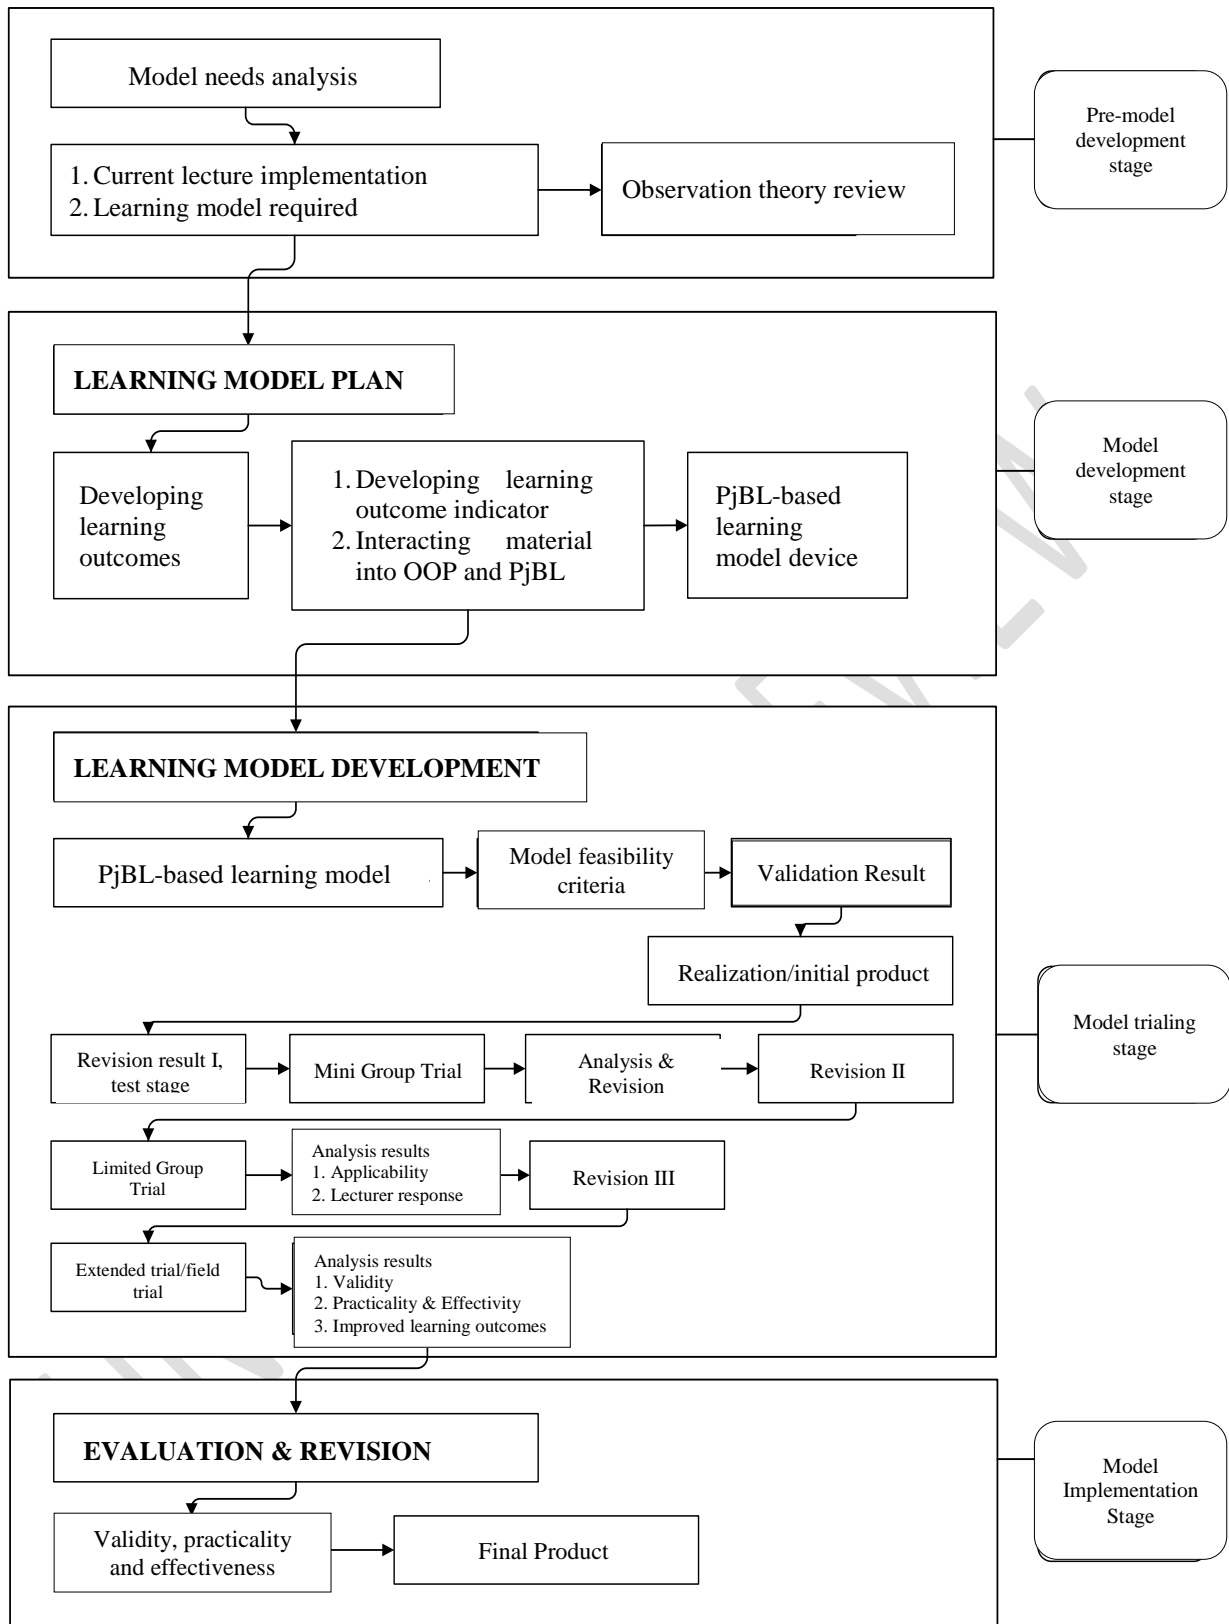 Model needs analysis
1. Current lecture implementation
2. Learning model required
Observation theory review
Pre-model
development
stage
LEARNING MODEL PLAN
Developing
learning
outcomes
1. Developing learning
outcome indicator
2. Interacting material
into OOP and PjBL
PjBL-based
learning
model device
Model
development
stage
LEARNING MODEL DEVELOPMENT
PjBL-based learning model
Model feasibility
criteria
Validation Result
Realization/initial product
Revision result I,
test stage
Mini Group Trial
Analysis &
Revision
Revision II
Limited Group
Trial
Analysis results
1. Applicability
2. Lecturer response
Revision III
Extended trial/field
trial
Analysis results
1. Validity
2. Practicality & Effectivity
3. Improved learning outcomes
Model trialing
stage
EVALUATION & REVISION
Validity, practicality
and effectiveness
Final Product
Model
Implementation
Stage